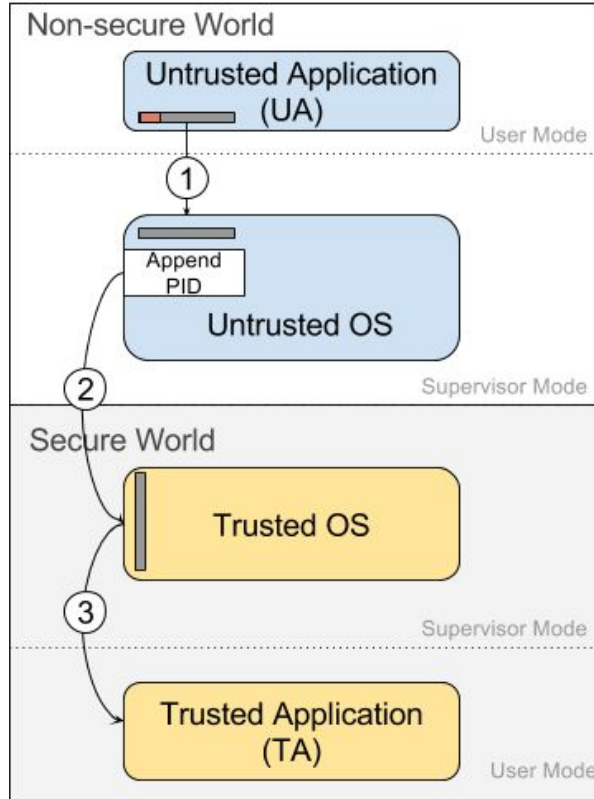 Non-secure World
Untrusted Application
(UA)
User Mode
1
Append
PID
Untrusted OS
2
Supervisor Mode
Secure World
Trusted OS
3
Supervisor Mode
Trusted Application
(TA)
User Mode